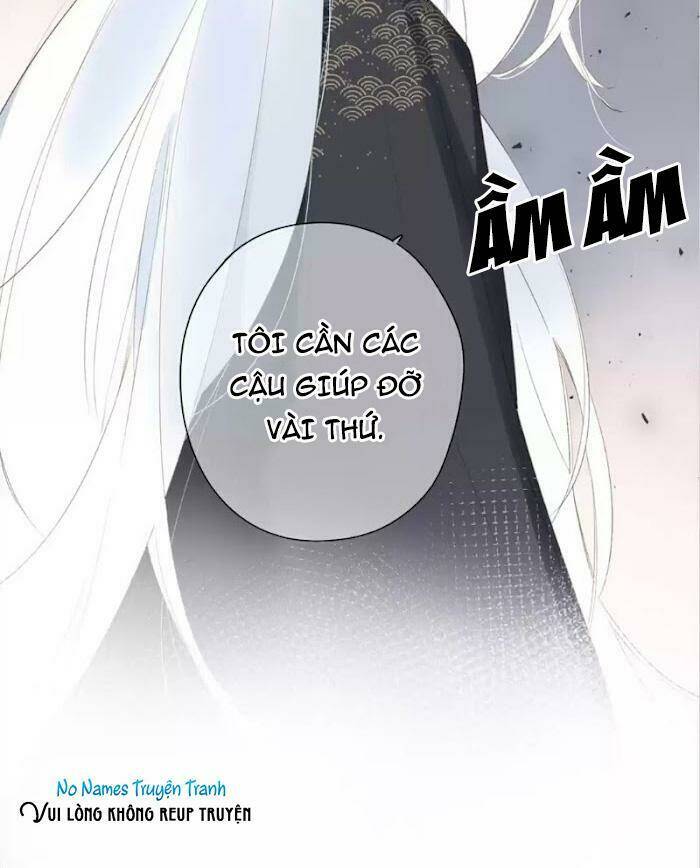 ẦM ẦM
TÔI CẦN CÁC
CẬU GIÚP ĐỠ
VÀI THỨ.
No Names Truyện Tranh
VUI LÒNG KHÔNG REUP TRUYỆN